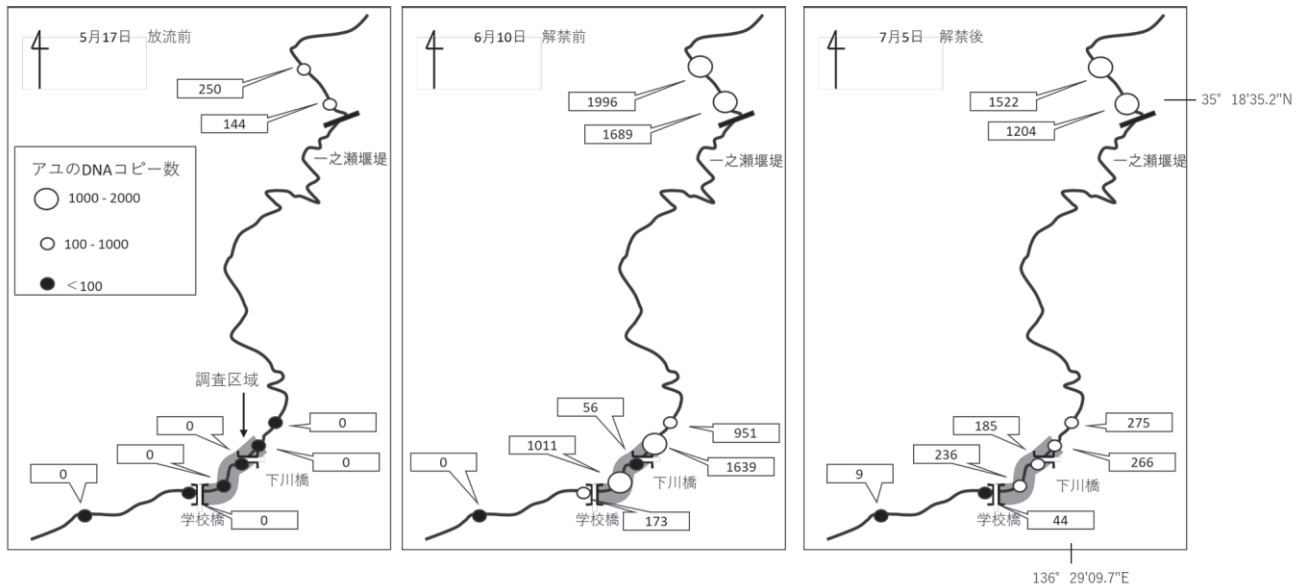 5月17日 放流前
250
144
一之瀬堰堤
アユのDNAコピー数
1000 - 2000
100 - 1000
＜100
調査区域
0
0
0
0
0
下川橋
学校橋
0
6月10日 解禁前
1996
1689
一之瀬堰堤
56
951
1011
1639
0
下川橋
学校橋
173
7月5日 解禁後
1522
35° 18'35.2"N
1204
一之瀬堰堤
275
185
266
236
9
下川橋
学校橋
44
136° 29'09.7"E